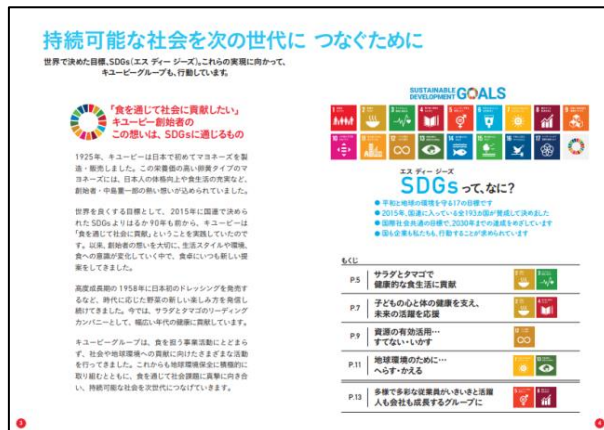 持続可能な社会を次の世代に つなぐために
世界で決めた目標、SDGs（エス ディー ジーズ）。これらの実現に向かって、
キユーピーグループも、行動しています。
「食を通じて社会に貢献したい」
キユーピー創始者の
この想いは、SDGsに通じるもの
1925年、キユーピーは日本で初めてマヨネーズを製
造・販売しました。この栄養価の高い卵黄タイプのマ
ヨネーズには、日本人の体格向上や食生活の充実など、
創始者・中島董一郎の熱い想いが込められていました。
世界を良くする目標として、2015年に国連で決めら
れたSDGsよりはるか90年も前から、キユーピーは
「食を通じて社会に貢献」ということを実践していたので
す。以来、創始者の想いを大切に、生活スタイルや環境、
食への意識が変化していく中で、食卓にいつも新しい提
案をしてきました。
高度成長期の1958年に日本初のドレッシングを発売
するなど、時代に応じた野菜の新しい楽しみ方を発信し
続けてきました。今では、サラダとタマゴのリーディング
カンパニーとして、幅広い年代の健康に貢献しています。
キユーピーグループは、食を担う事業活動にとどまら
ず、社会や地球環境への貢献に向けたさまざまな活動
を行ってきました。これからも地球環境保全に積極的に
取り組むとともに、食を通じて社会課題に真摯に向き合
い、持続可能な社会を次世代につなげていきます。
3
SUSTAINABLE
DEVELOPMENT GOALS
エス ディー ジーズ
SDGsって、なに？
● 平和と地球の環境を守る17の目標です
● 2015年、国連に入っている全193か国が賛成して決めました
● 国際社会共通の目標で、2030年までの達成をめざしています
● 国も企業も私たちも、行動することが求められています
もくじ
P.5 サラダとタマゴで
健康的な食生活に貢献
P.7 子どもの心と体の健康を支え、
未来の活躍を応援
P.9 資源の有効活用…
すてない・いかす
P.11 地球環境のために…
へらす・かえる
P.13 多様で多彩な従業員がいきいきと活躍
人も会社も成長するグループに
4